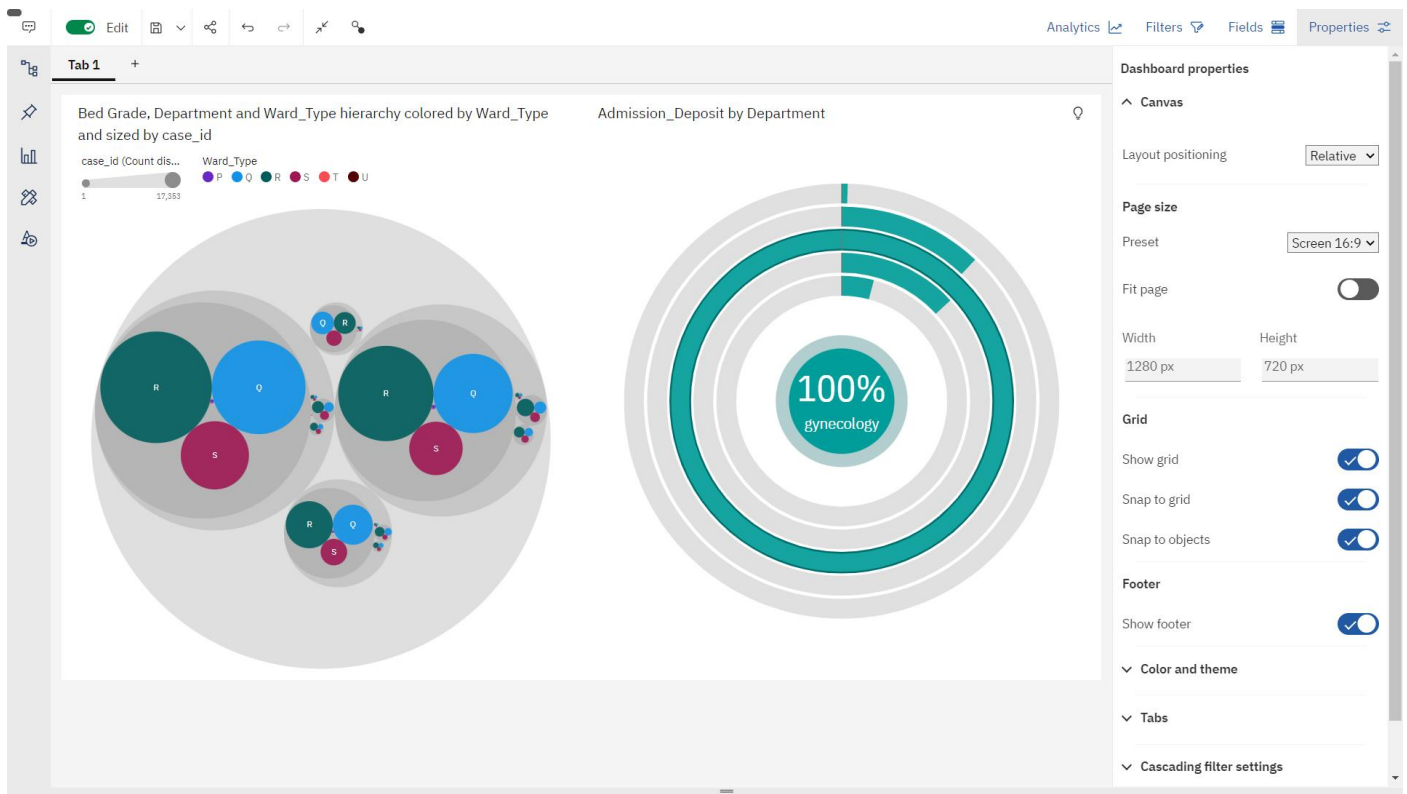 Edit
Analytics Filters Fields Properties
Tab 1 +
Dashboard properties
Canvas
Layout positioning Relative
Page size
Preset Screen 16:9
Fit page
Width Height
1280 px 720 px
Grid
Show grid
Snap to grid
Snap to objects
Footer
Show footer
Color and theme
Tabs
Cascading filter settings
Bed Grade, Department and Ward_Type hierarchy colored by Ward_Type
and sized by case_id
case_id (Count dis... Ward_Type
P Q R S T U
1 17,353
Q R
R Q
S
R Q
S
R Q
S
Admission_Deposit by Department
100%
gynecology